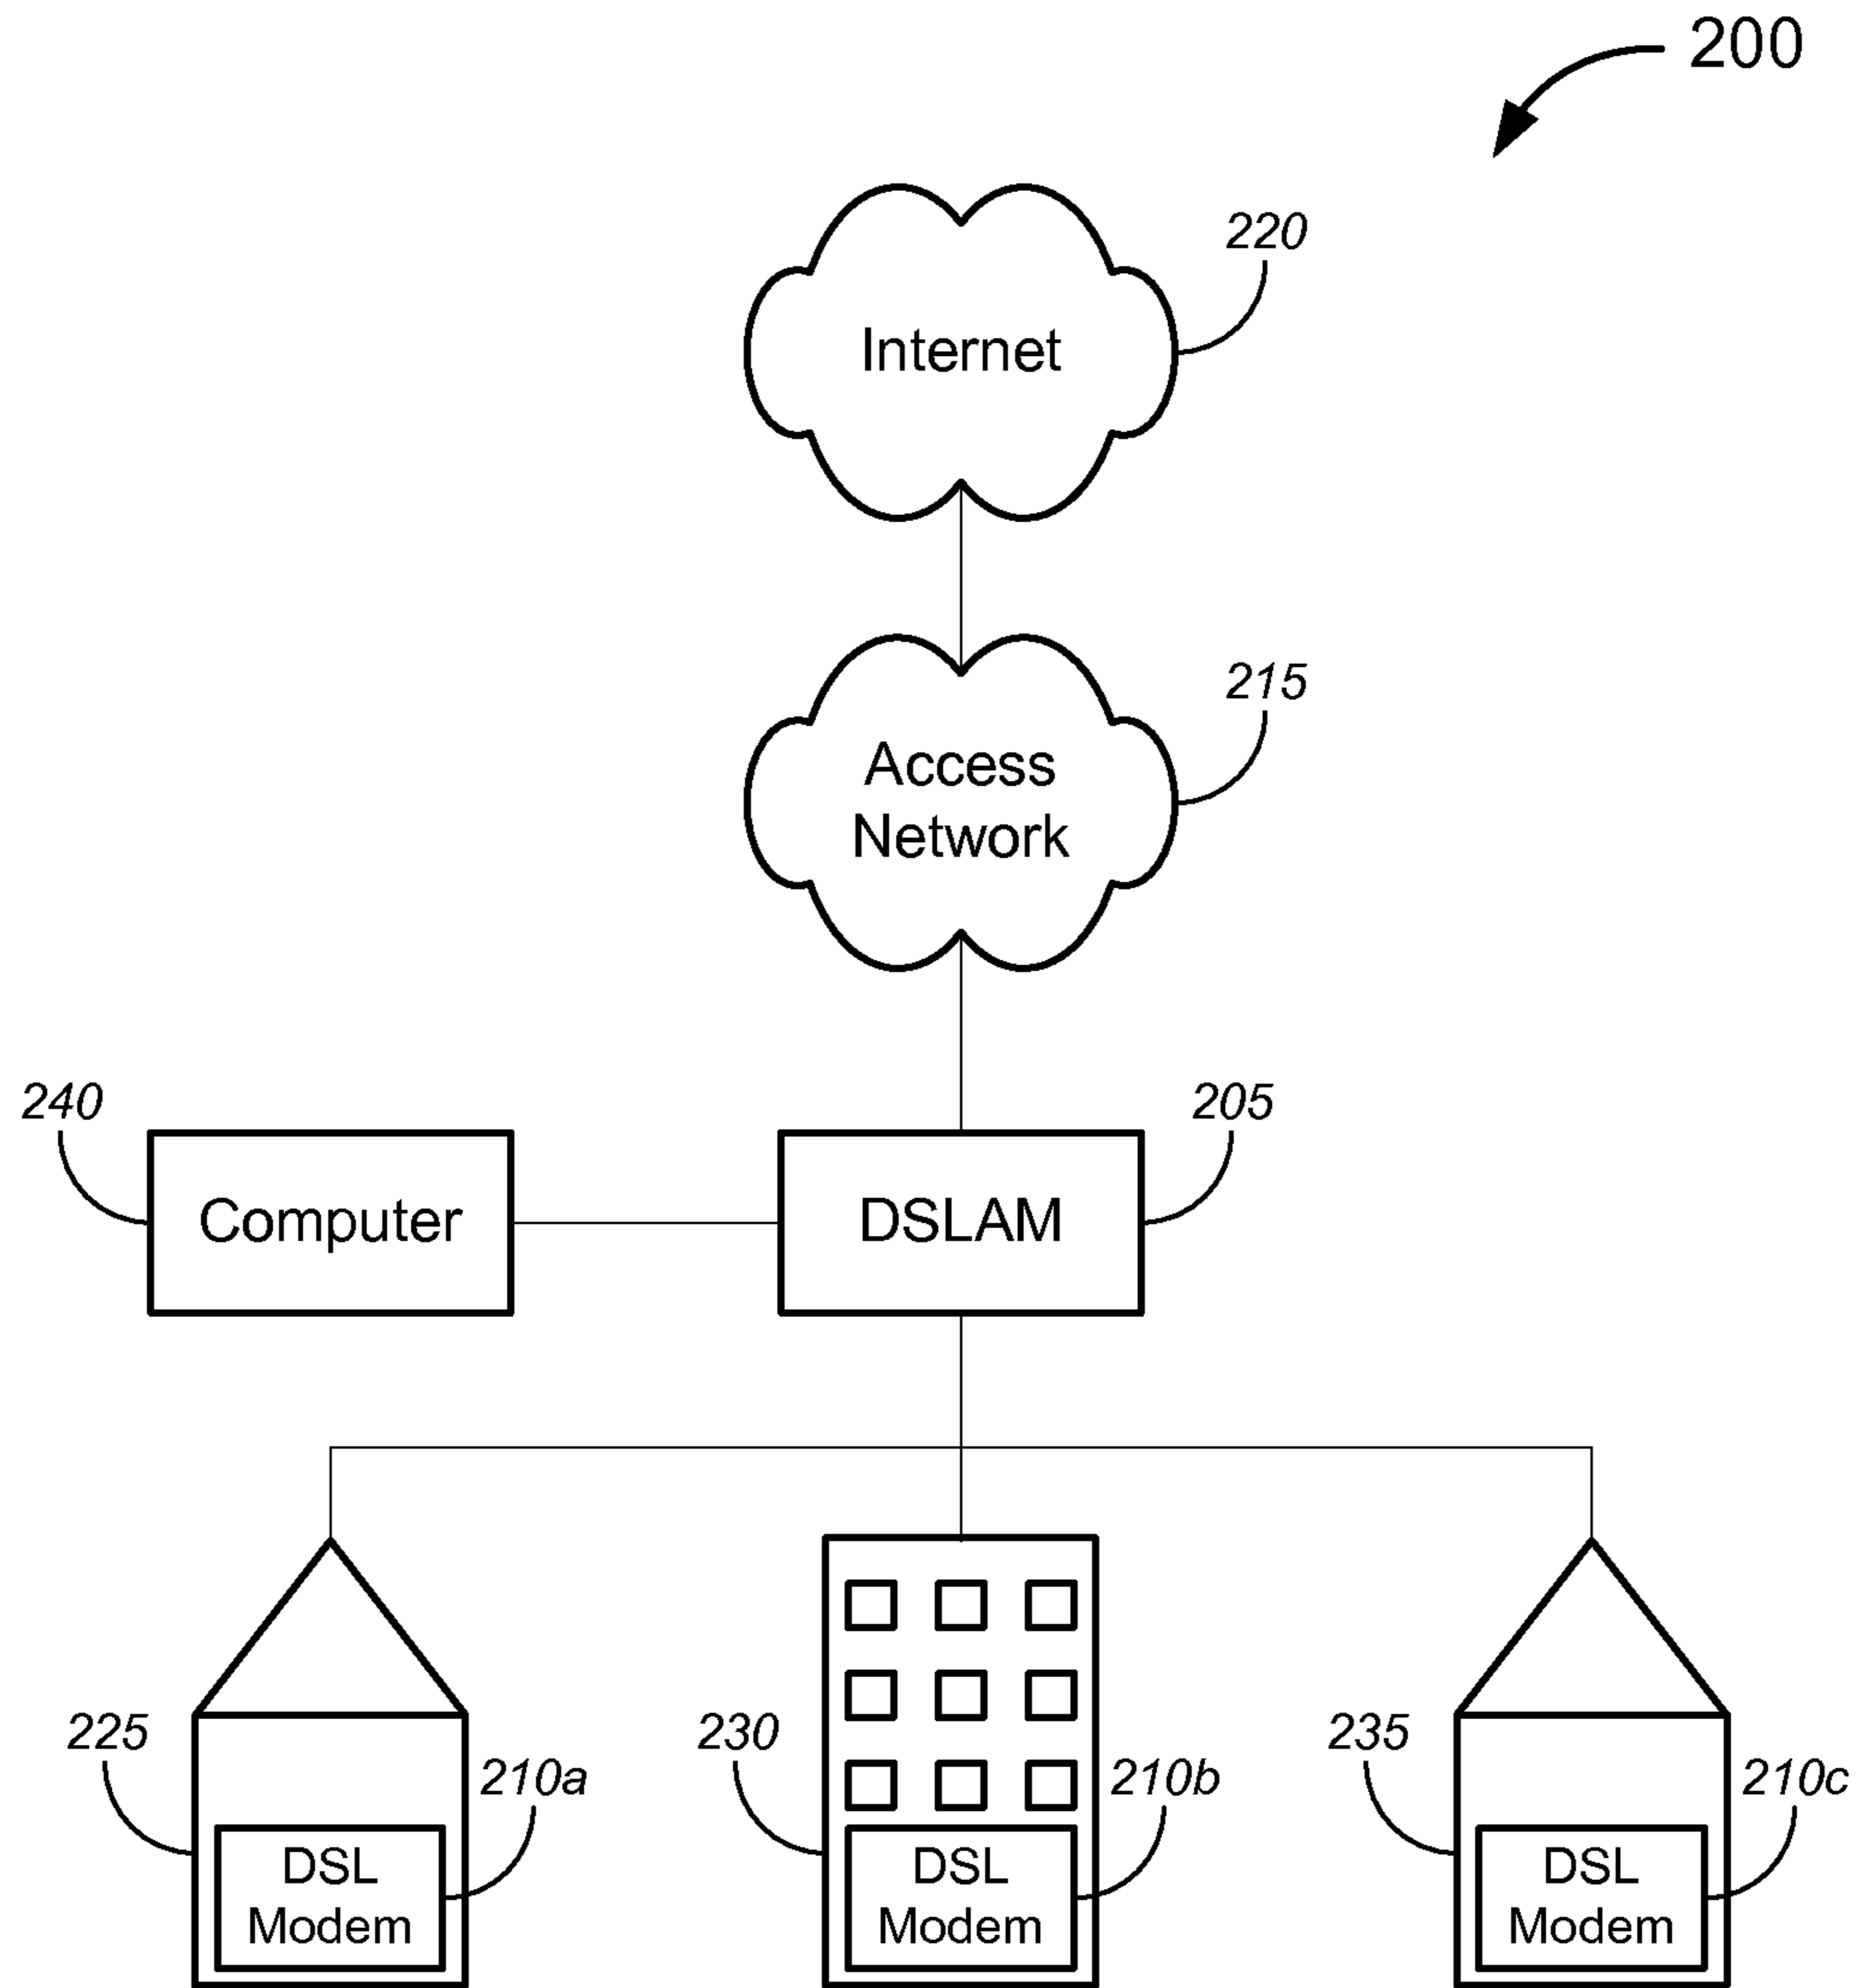 200
220
Internet
215
Access
Network
240
205
Computer
DSLAM
225
230
235
210a
210b
210c
DSL
Modem
DSL
Modem
DSL
Modem